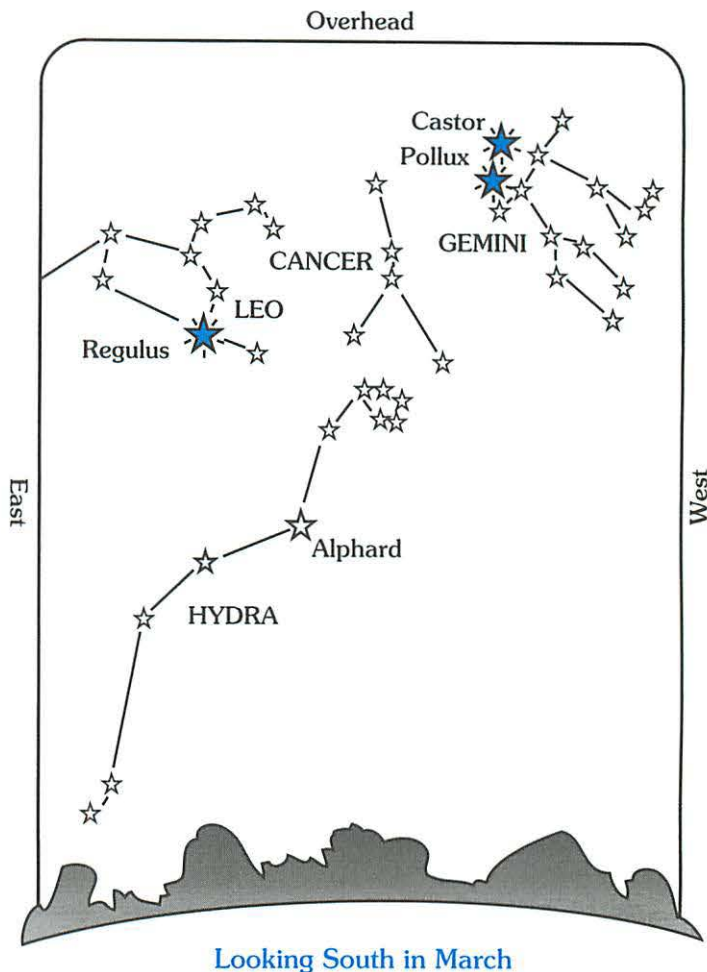 Overhead
Castor
Pollux
GEMINI
CANCER
LEO
Regulus
East
West
Alphard
HYDRA
Looking South in March